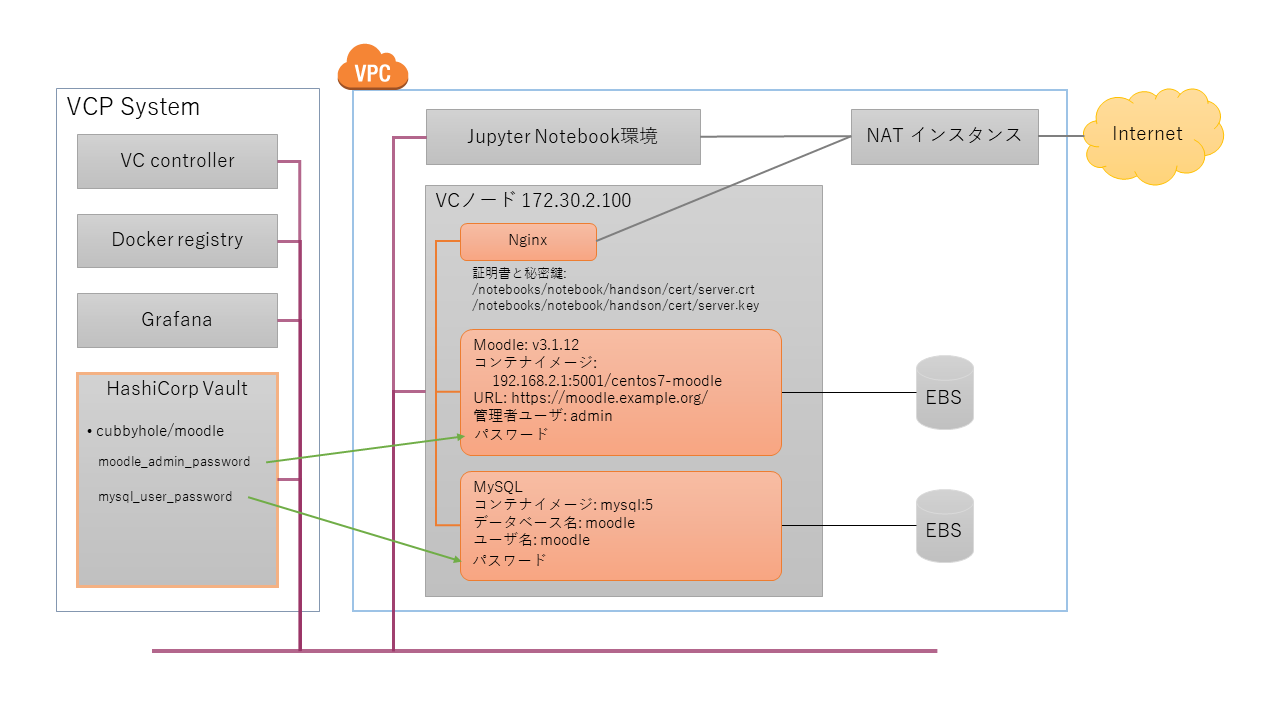 VPC
VCP System
VC controller
Docker registry
Grafana
HashiCorp Vault
• cubbyhole/moodle
moodle_admin_password
mysql_user_password
Jupyter Notebook環境
NAT インスタンス
Internet
VCノード 172.30.2.100
Nginx
証明書と秘密鍵:
/notebooks/notebook/handson/cert/server.crt
/notebooks/notebook/handson/cert/server.key
Moodle: v3.1.12
コンテナイメージ:
192.168.2.1:5001/centos7-moodle
URL: https://moodle.example.org/
管理者ユーザ: admin
パスワード
EBS
MySQL
コンテナイメージ: mysql:5
データベース名: moodle
ユーザ名: moodle
パスワード
EBS